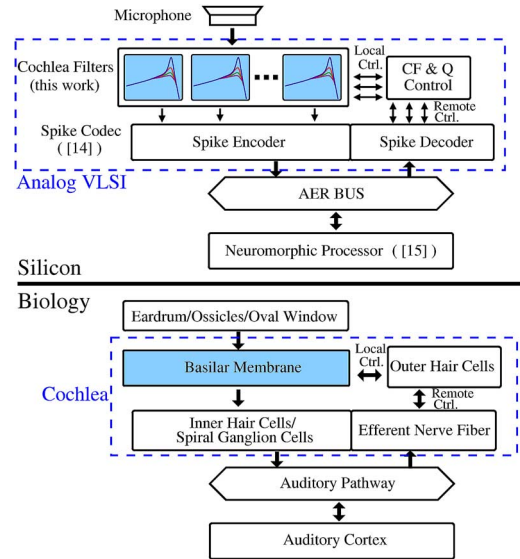 Microphone
Cochlea Filters
(this work)
Local
Ctrl.
CF & Q
Control
Remote
Ctrl.
Spike Codec
( [14] )
Spike Encoder
Spike Decoder
Analog VLSI
AER BUS
Neuromorphic Processor ( [15] )
Silicon
Biology
Eardrum/Ossicles/Oval Window
Basilar Membrane
Local
Ctrl.
Outer Hair Cells
Cochlea
Remote
Ctrl.
Inner Hair Cells/
Spiral Ganglion Cells
Efferent Nerve Fiber
Auditory Pathway
Auditory Cortex